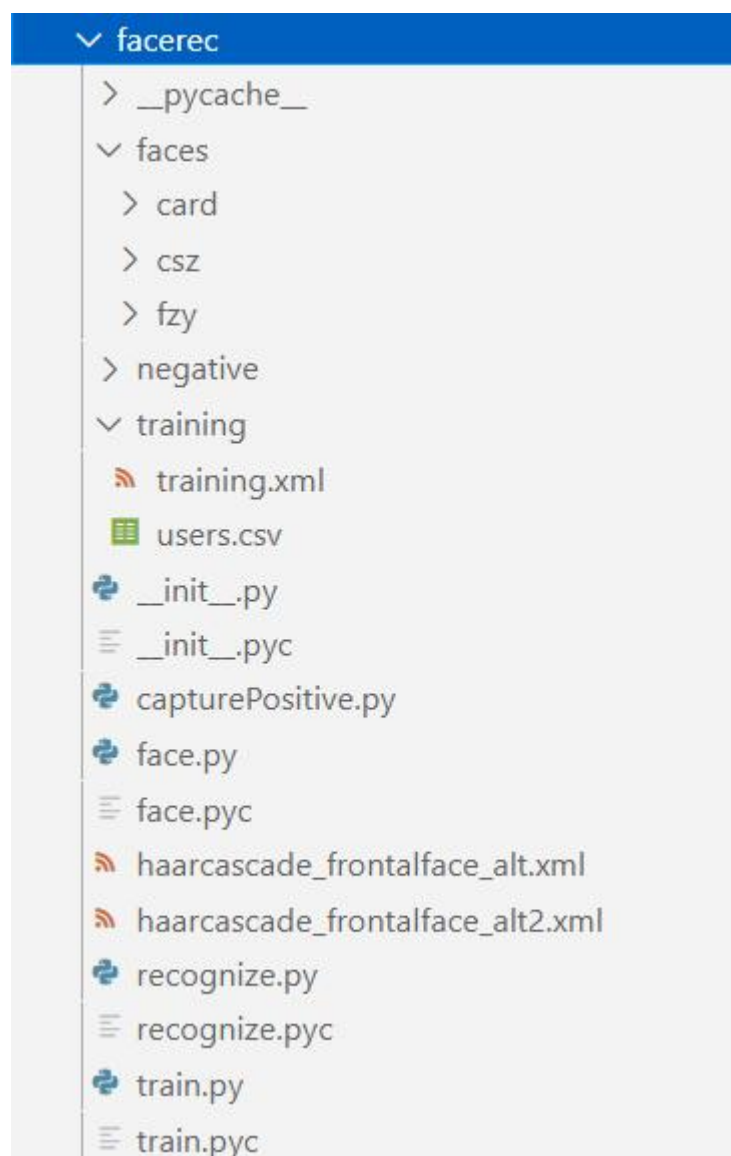 facerec
__pycache__
faces
card
csz
fzy
negative
training
training.xml
users.csv
__init__.py
__init__.pyc
capturePositive.py
face.py
face.pyc
haarcascade_frontalface_alt.xml
haarcascade_frontalface_alt2.xml
recognize.py
recognize.pyc
train.py
train.pyc